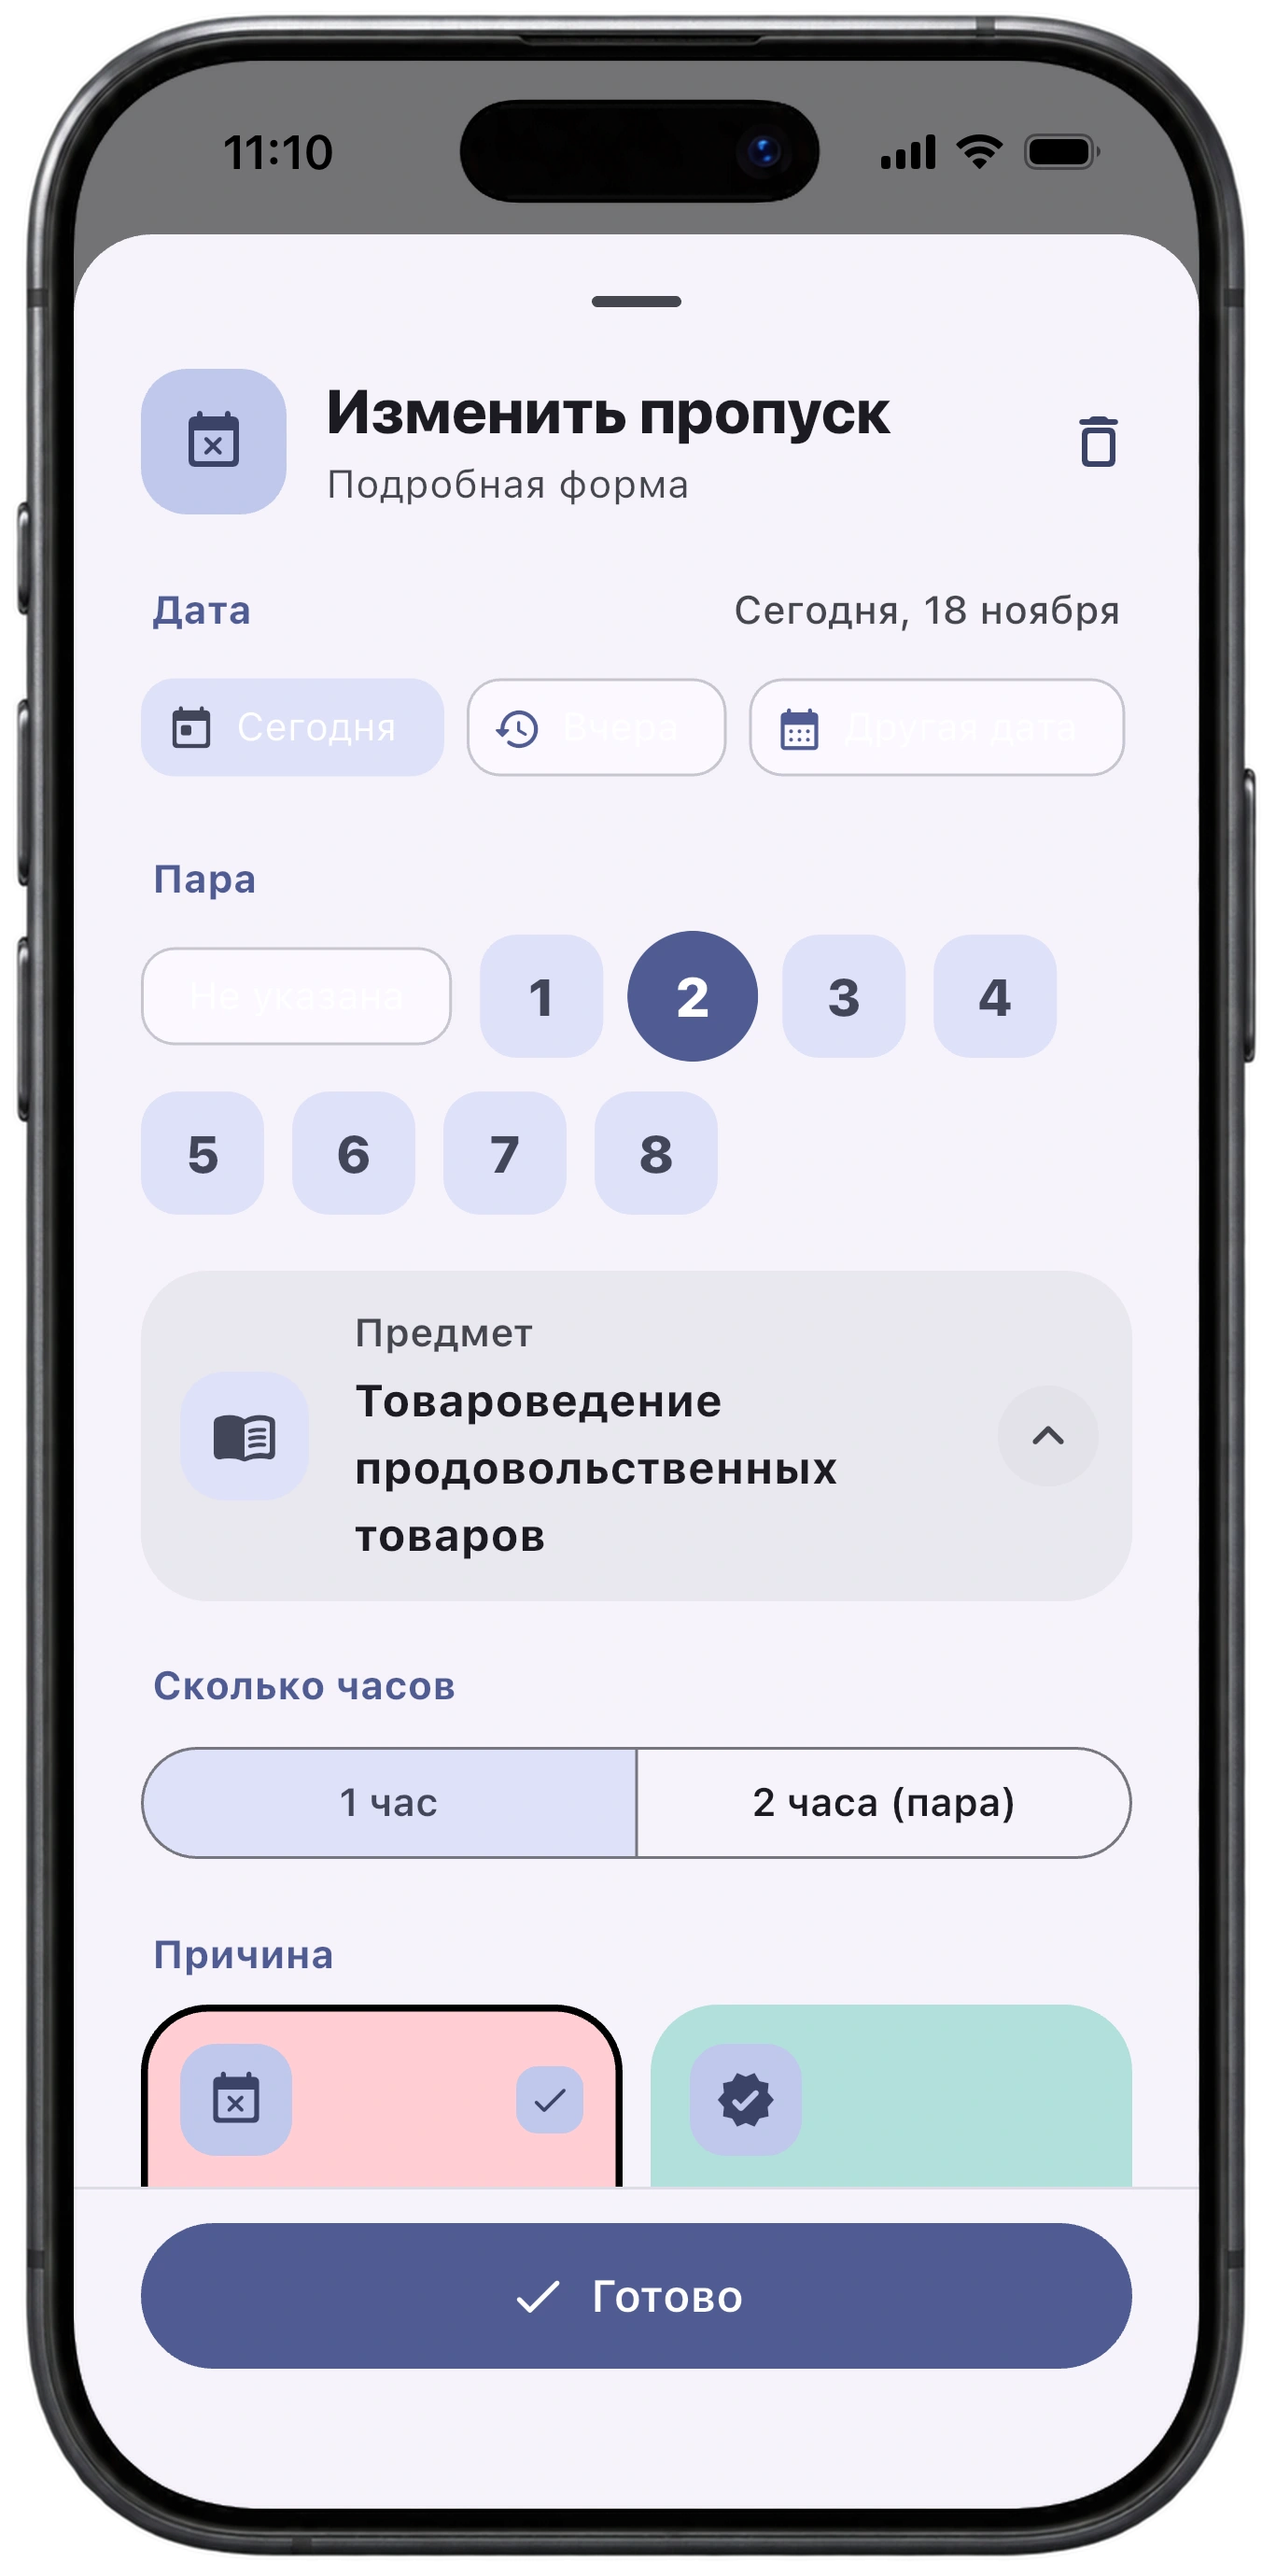 11:10
Изменить пропуск
Подробная форма
Дата
Сегодня, 18 ноября
Сегодня
Вчера
Другая дата
Пара
Не указана
1
2
3
4
5
6
7
8
Предмет
Товароведение
продовольственных
товаров
Сколько часов
1 час
2 часа (пара)
Причина
Готово